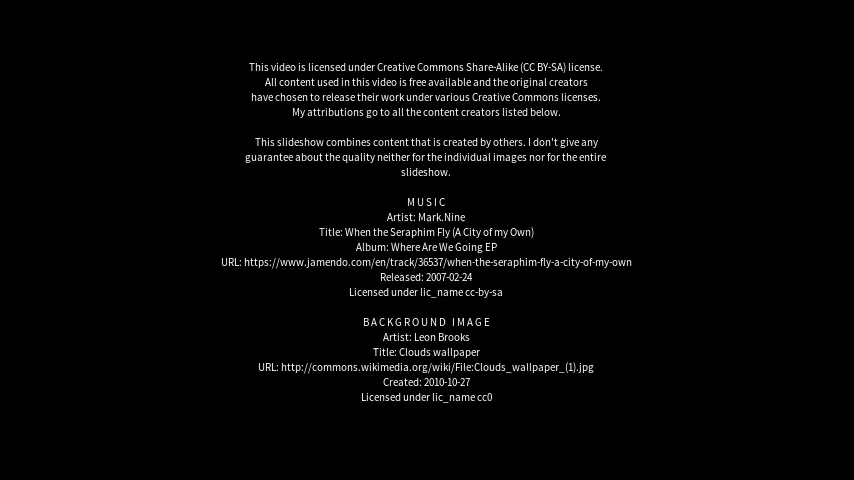 This video is licensed under Creative Commons Share-Alike (CC BY-SA) license.
All content used in this video is free available and the original creators
have chosen to release their work under various Creative Commons licenses.
My attributions go to all the content creators listed below.
This slideshow combines content that is created by others. I don't give any
guarantee about the quality neither for the individual images nor for the entire
slideshow.
MUSIC
Artist: Mark.Nine
Title: When the Seraphim Fly (A City of my Own)
Album: Where Are We Going EP
URL: https://www.jamendo.com/en/track/36537/when-the-seraphim-fly-a-city-of-my-own
Released: 2007-02-24
Licensed under lic_name cc-by-sa
BACKGROUND IMAGE
Artist: Leon Brooks
Title: Clouds wallpaper
URL: http://commons.wikimedia.org/wiki/File:Clouds_wallpaper_(1).jpg
Created: 2010-10-27
Licensed under lic_name cc0